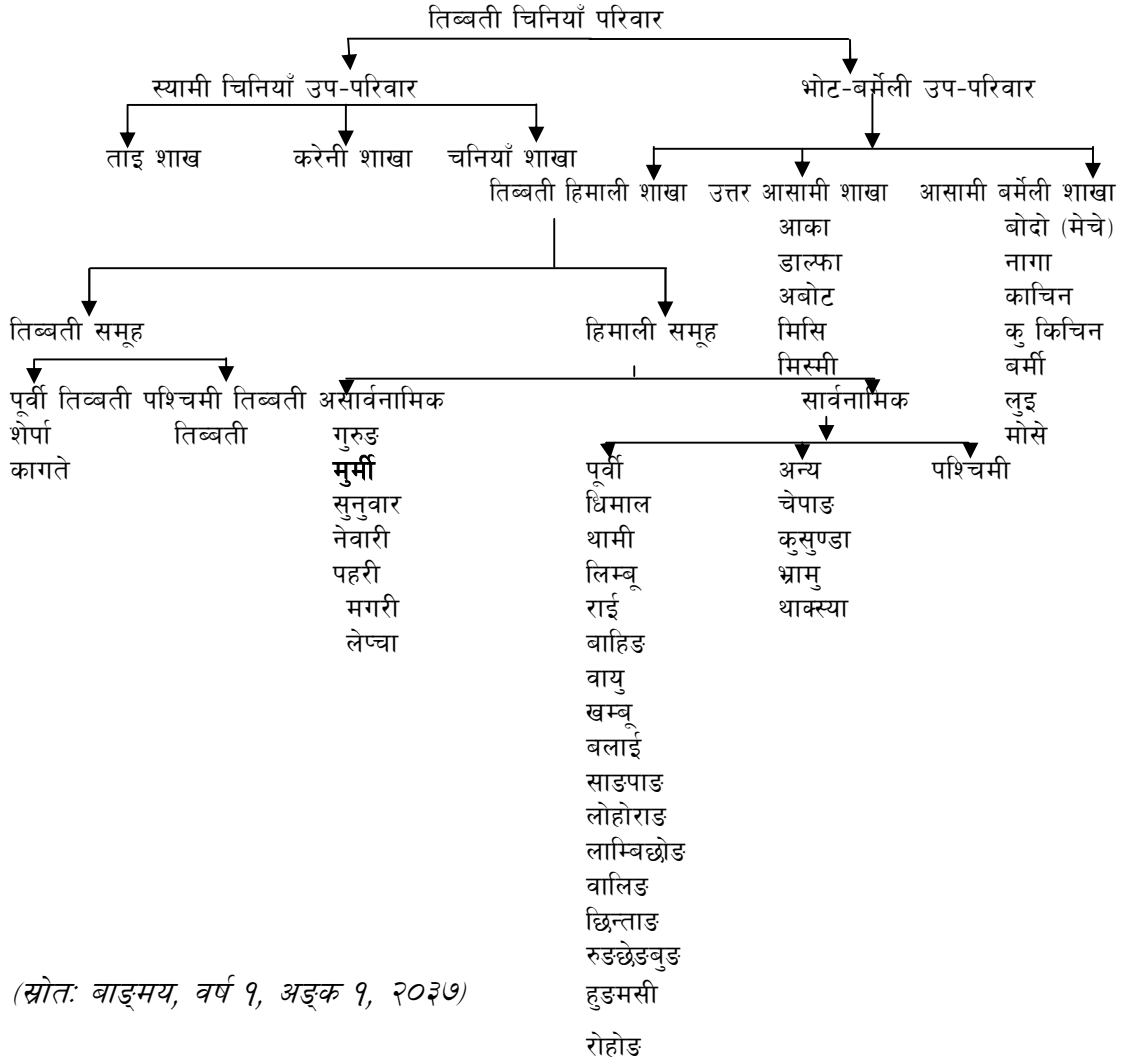 तिब्बती चिनियाँ परिवार
स्यामी चिनियाँ उप-परिवार भोट-बर्मेली उप-परिवार
ताइ शाख करेनी शाखा चनियाँ शाखा
तिब्बती हिमाली शाखा उत्तर आसामी शाखा आसामी बर्मेली शाखा
आका बोदो (मेचे)
डाल्फा नागा
अबोट काचिन
तिब्बती समूह हिमाली समूह मिसि कु किचिन
मिस्मी बर्मी
पूर्वी तिव्बती पश्चिमी तिब्बती असार्वनामिक सार्वनामिक लुइ
शेर्पा तिब्बती गुरुङ मोसे
कागते मुर्मी पूर्वी अन्य पश्चिमी
सुनुवार धिमाल चेपाङ
नेवारी थामी कुसुण्डा
पहरी लिम्बू भ्रामु
मगरी राई थाक्स्या
लेप्चा बाहिङ
वायु
खम्बू
बलाई
साङपाङ
लोहोराङ
लाम्बिछोङ
वालिङ
छिन्ताङ
रुङछेङबुङ
(स्रोतः बाङ्मय, वर्ष १, अङ्क १, २०३७) हुङमसी
रोहोङ